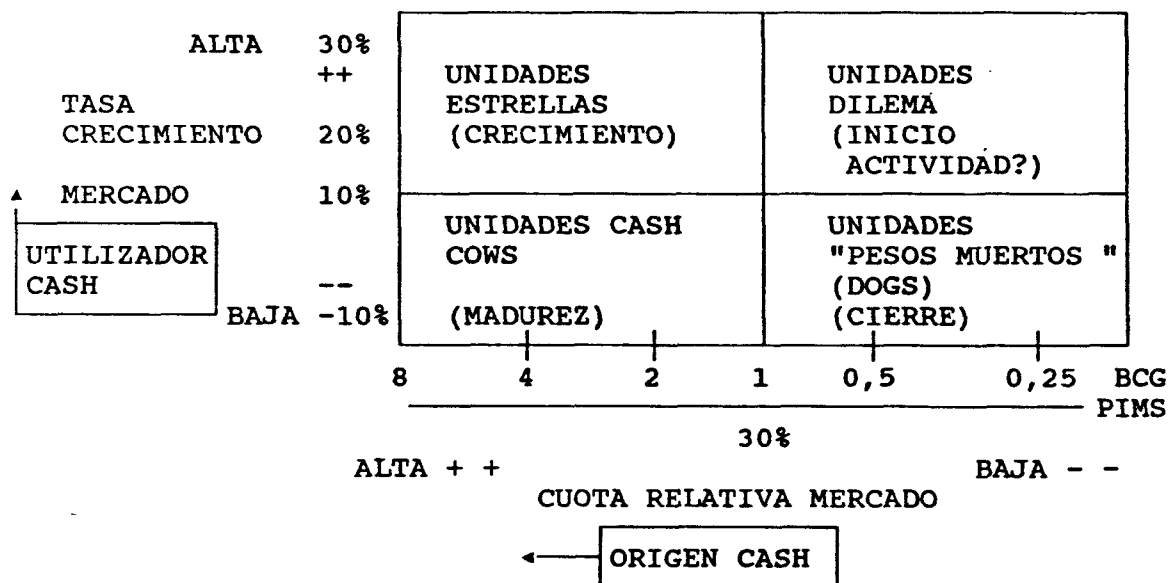 ALTA 30%
++ UNIDADES UNIDADES
TASA ESTRELLAS DILEMA
CRECIMIENTO 20% (CRECIMIENTO) (INICIO
ACTIVIDAD?)
MERCADO 10%
UNIDADES CASH UNIDADES
UTILIZADOR COWS "PESOS MUERTOS "
CASH -- (DOGS)
BAJA -10% (MADUREZ) (CIERRE)
8 4 2 1 0,5 0,25 BCG
PIMS
30%
ALTA + + BAJA - -
CUOTA RELATIVA MERCADO
ORIGEN CASH